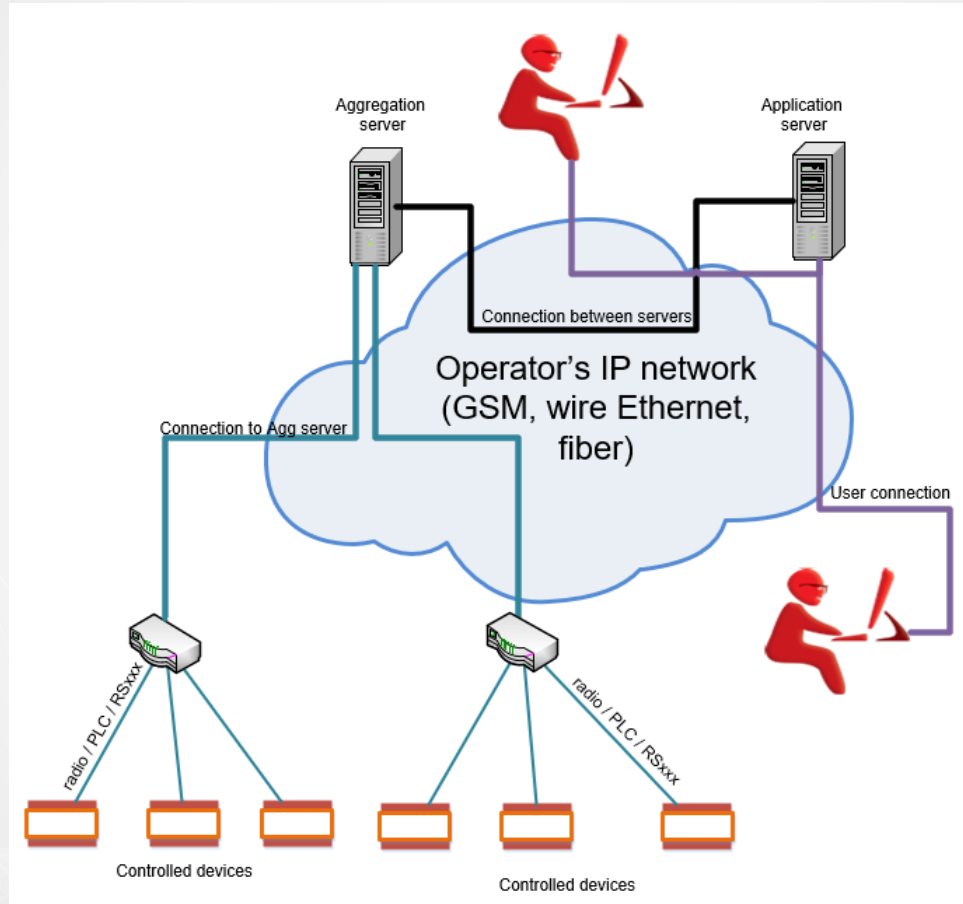 Aggregation
server
Application
server
Connection between servers
Operator's IP network
(GSM, wire Ethernet,
fiber)
Connection to Agg server
User connection
radio / PLC / RSxxx
radio / PLC / RSxxx
Controlled devices
Controlled devices